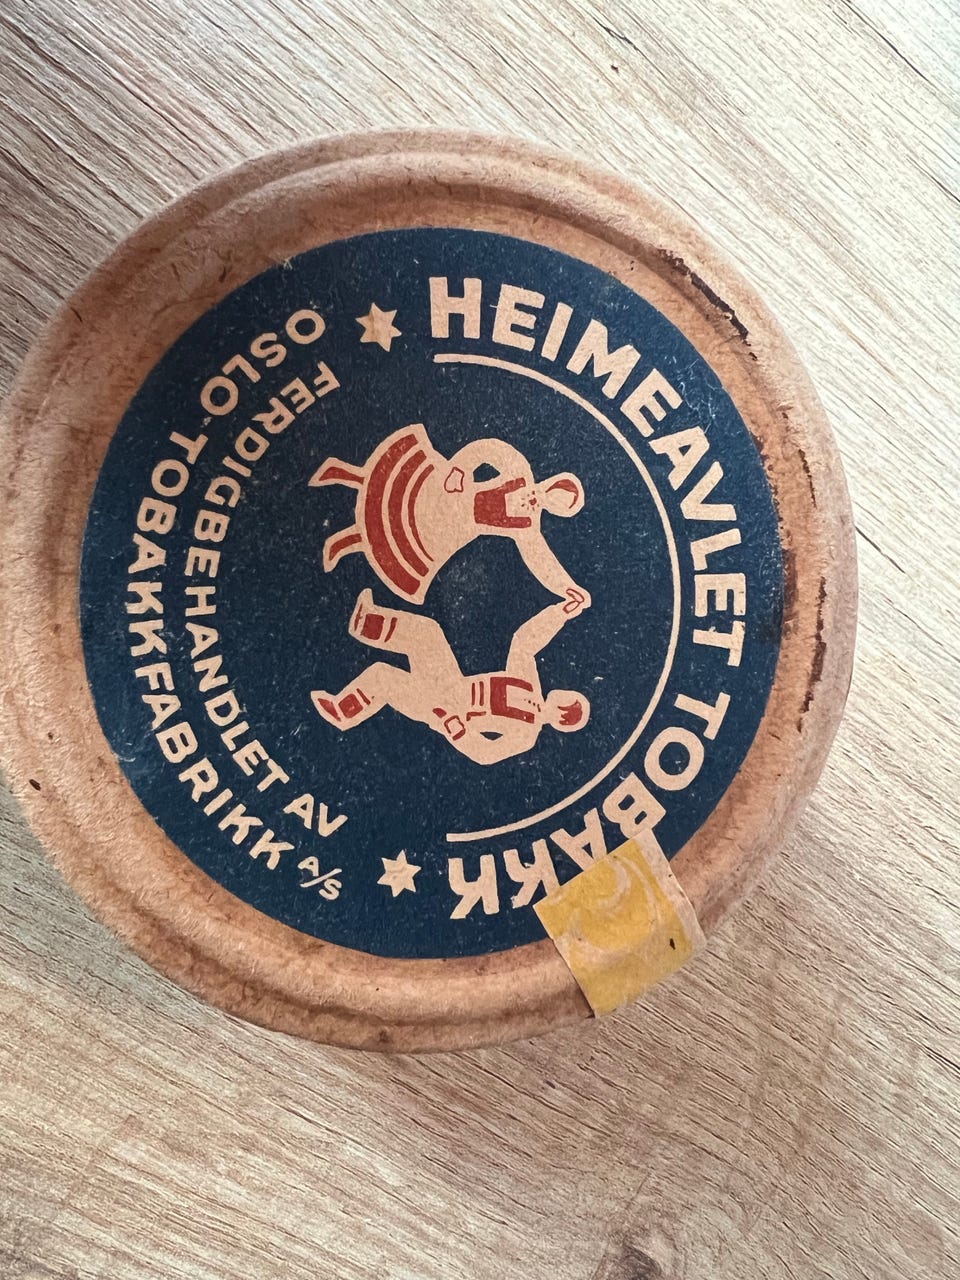 HEIMEAVLET TOBAKK
FERDIGBEHANDLET AV
OSLO-TOBAKKFABRIKK A/S